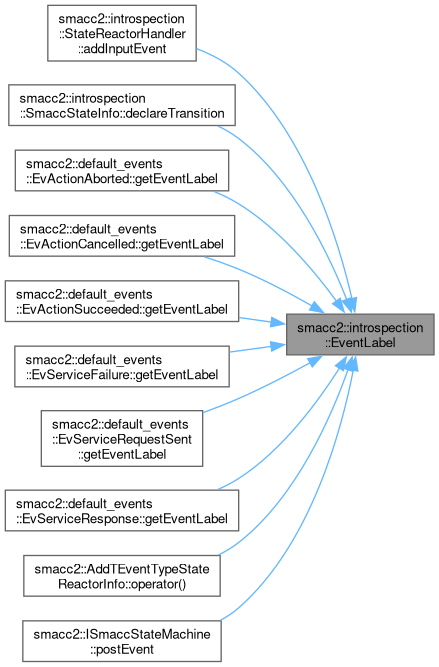 smacc2::introspection
::StateReactorHandler
::addInputEvent
smacc2::introspection
::SmaccStateInfo::declareTransition
smacc2::default_events
::EvActionAborted::getEventLabel
smacc2::default_events
::EvActionCancelled::getEventLabel
smacc2::default_events
::EvActionSucceeded::getEventLabel
smacc2::introspection
::EventLabel
smacc2::default_events
::EvServiceFailure::getEventLabel
smacc2::default_events
::EvServiceRequestSent
::getEventLabel
smacc2::default_events
::EvServiceResponse::getEventLabel
smacc2::AddTEventTypeState
ReactorInfo::operator()
smacc2::ISmaccStateMachine
::postEvent